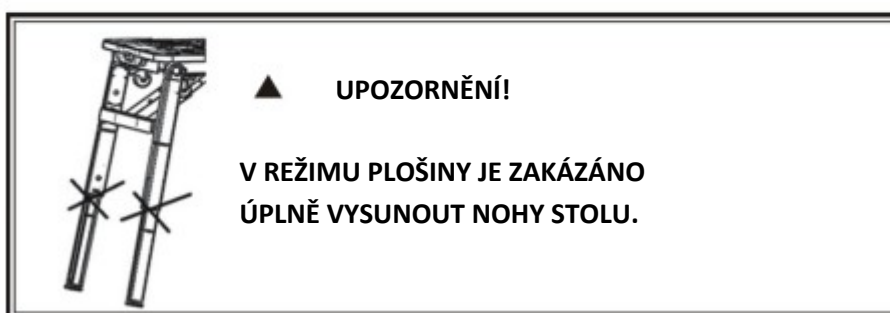 UPOZORNĚNÍ!
V REŽIMU PLOŠINY JE ZAKÁZÁNO
ÚPLNĚ VYSUNOUT NOHY STOLU.